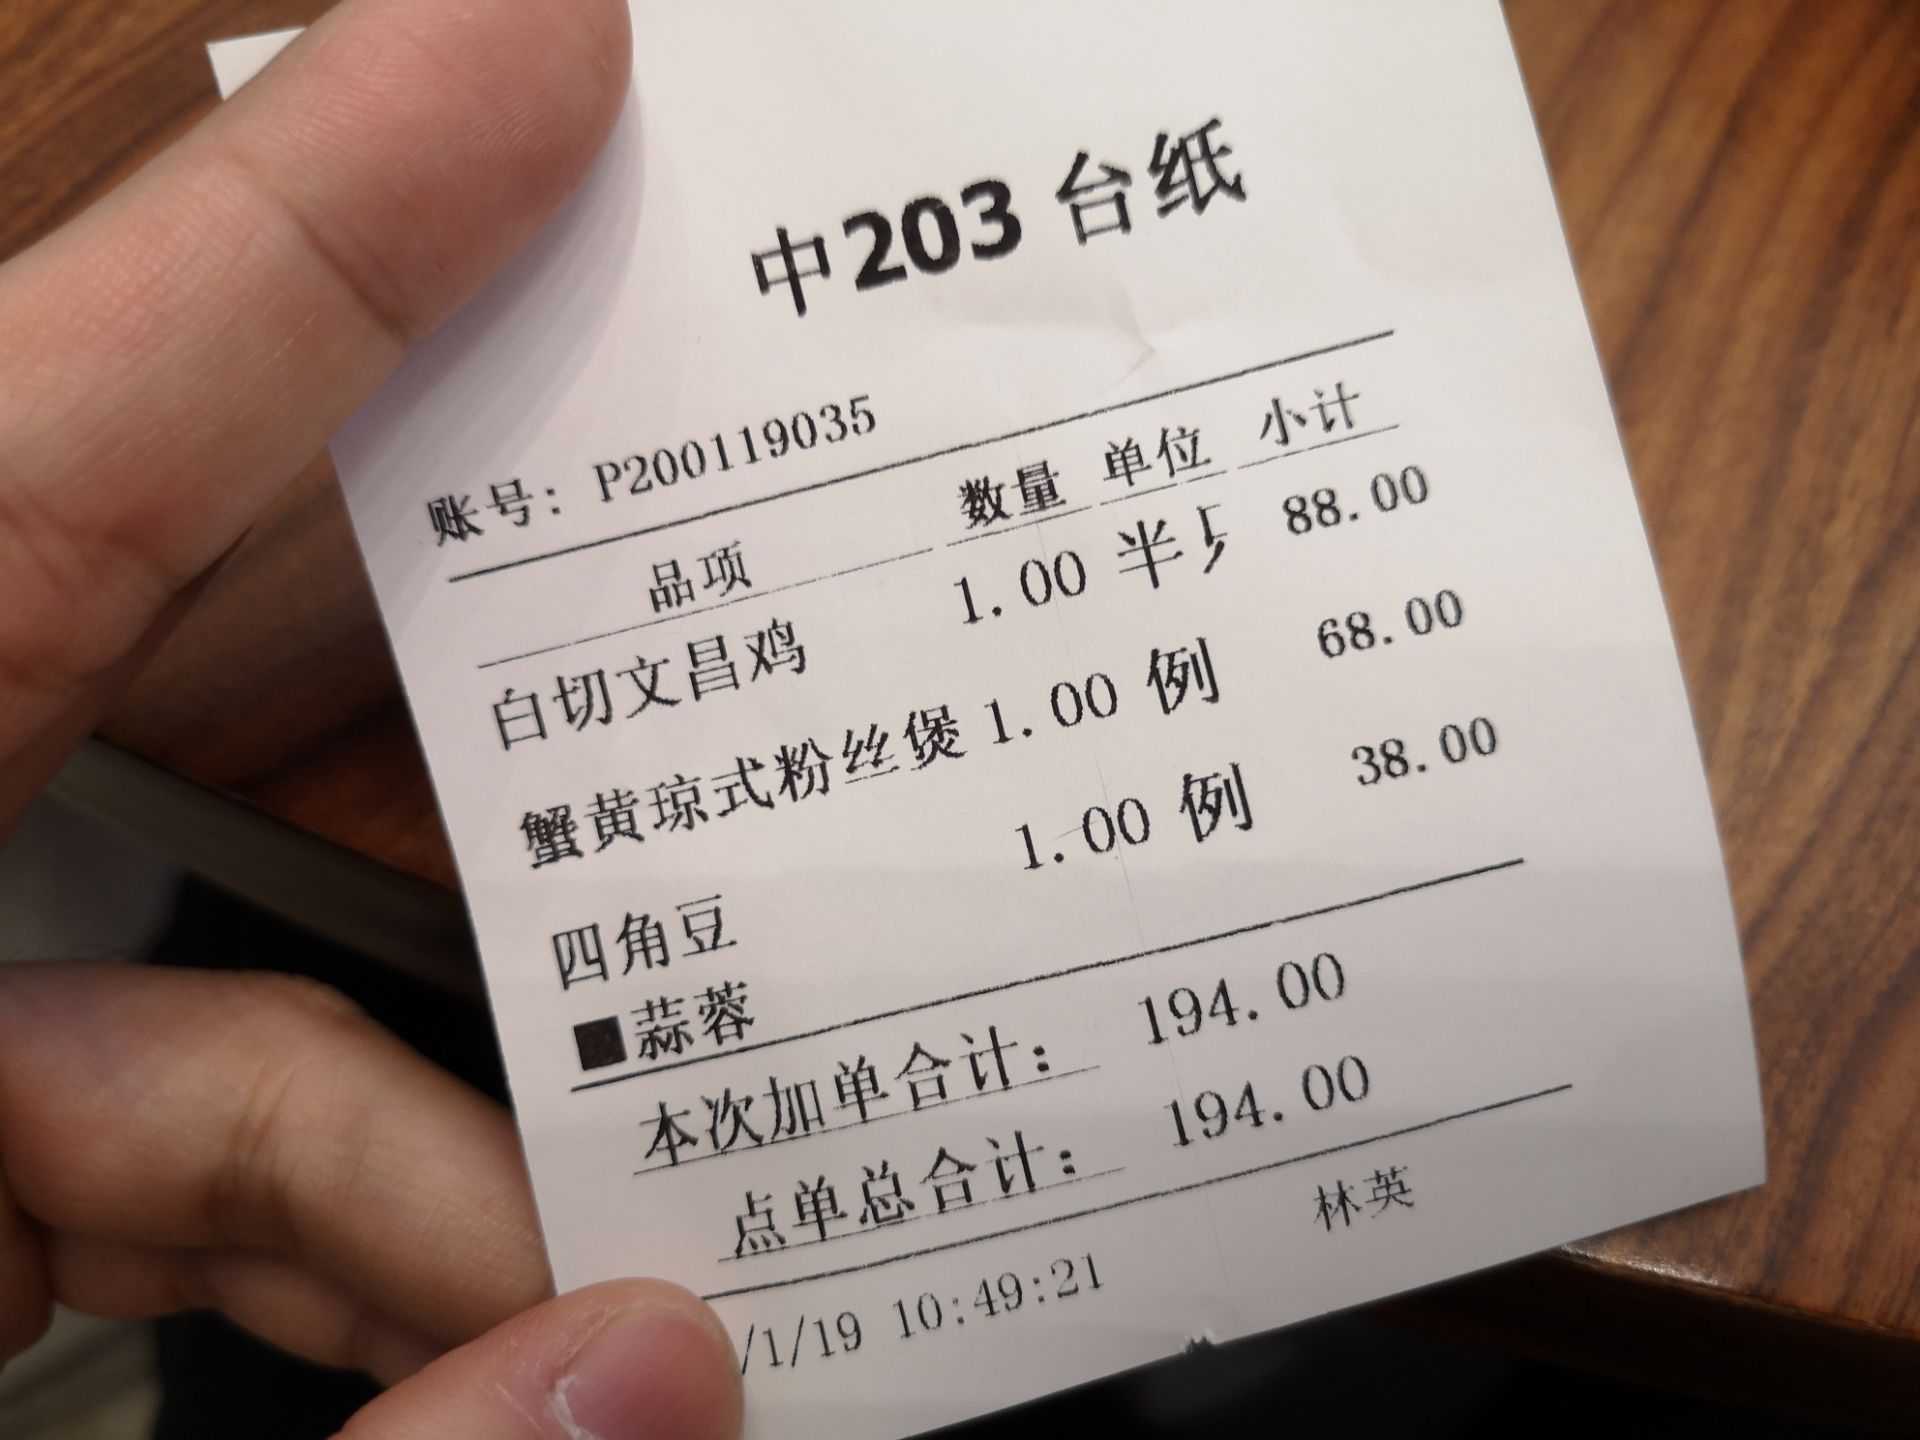 中203 台纸
账号: P200119035
品项 数量 单位 小计
白切文昌鸡 1.00 半 88.00
蟹黄琼式粉丝煲 1.00 例 68.00
四角豆 1.00 例 38.00
■蒜蓉
本次加单合计: 194.00
点单总合计: 194.00
/1/19 10:49:21 林英